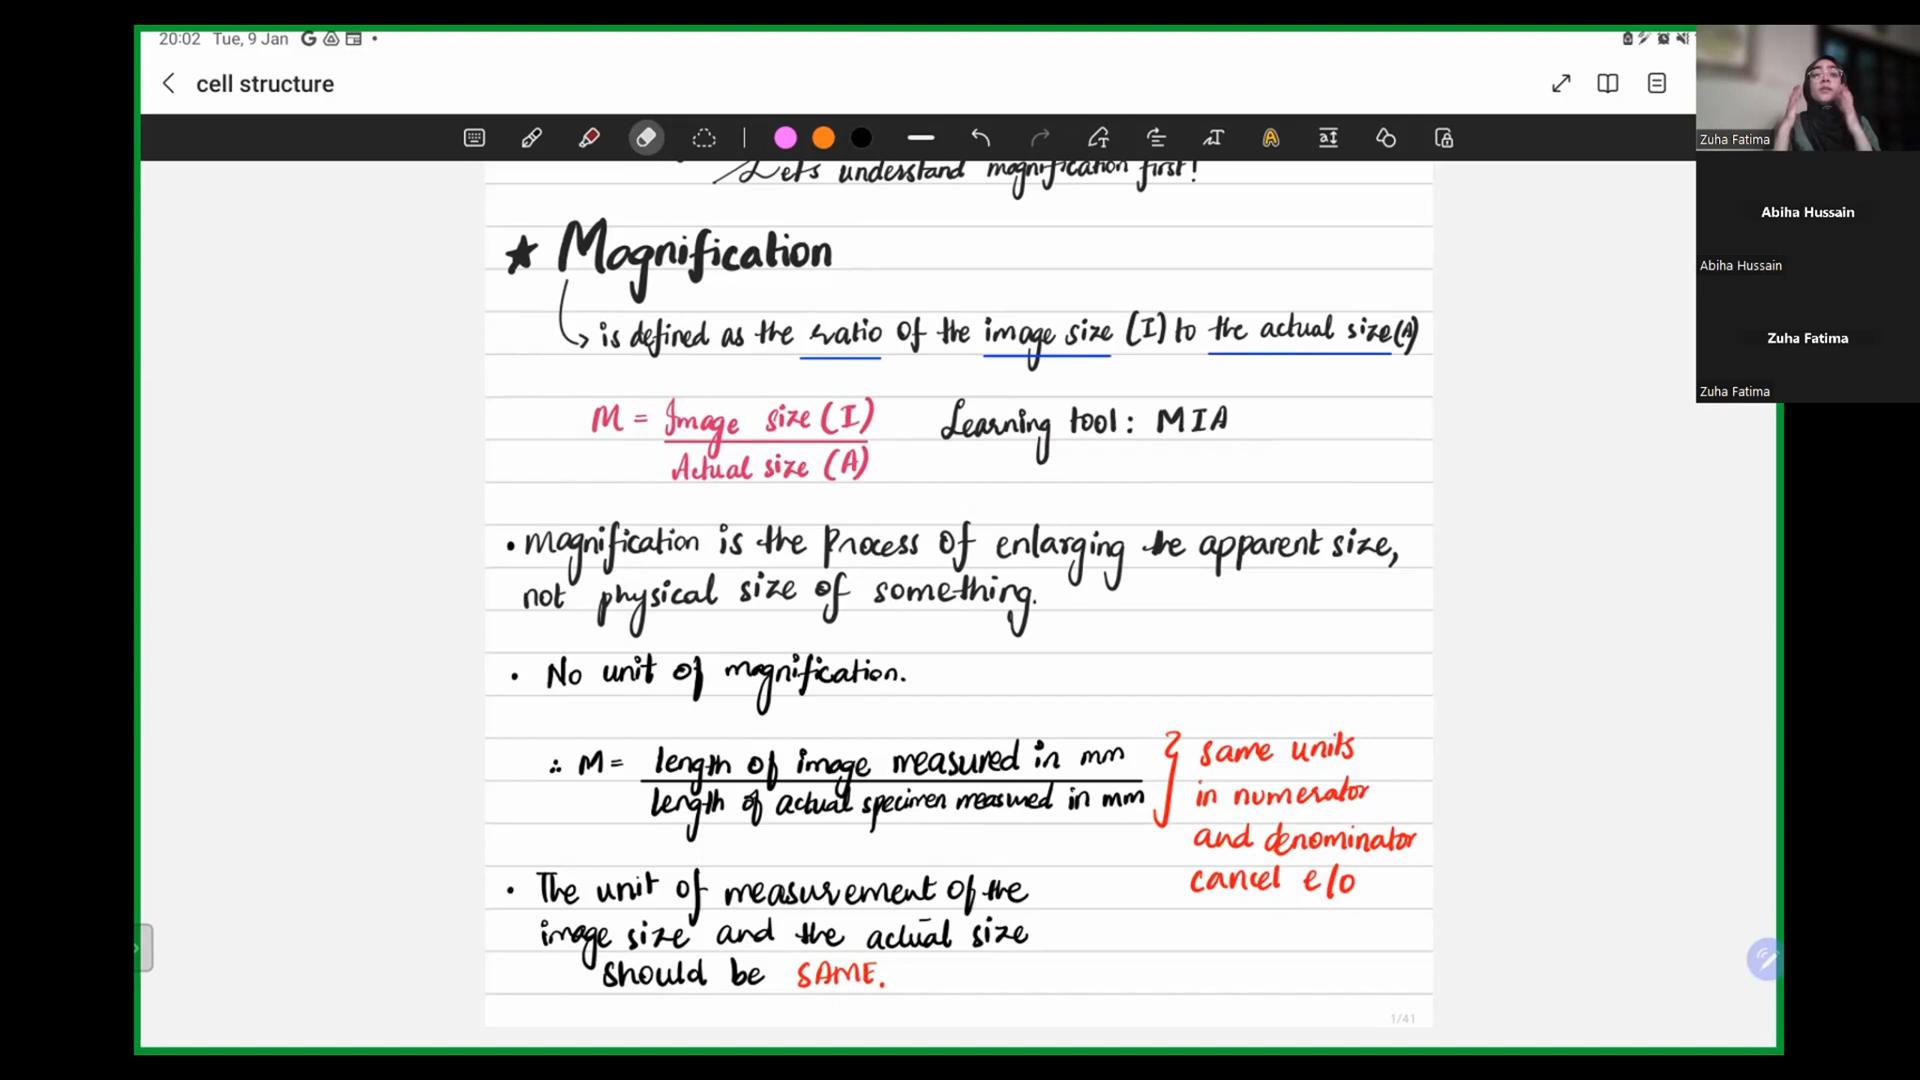 20:02 Tue, 9 Jan
cell structure
Let's understand magnification first!
★ Magnification
is defined as the ratio of the image size (I) to the actual size (A)
M = Image size (I)
Actual size (A)
Learning tool: MIA
• Magnification is the process of enlarging the apparent size,
not physical size of something.
• No unit of magnification.
∴ M = length of image measured in mm
length of actual specimen measured in mm
same units
in numerator
and denominator
cancel e/o
• The unit of measurement of the
image size and the actual size
should be SAME.
1/41
Zuha Fatima
Abiha Hussain
Abiha Hussain
Zuha Fatima
Zuha Fatima